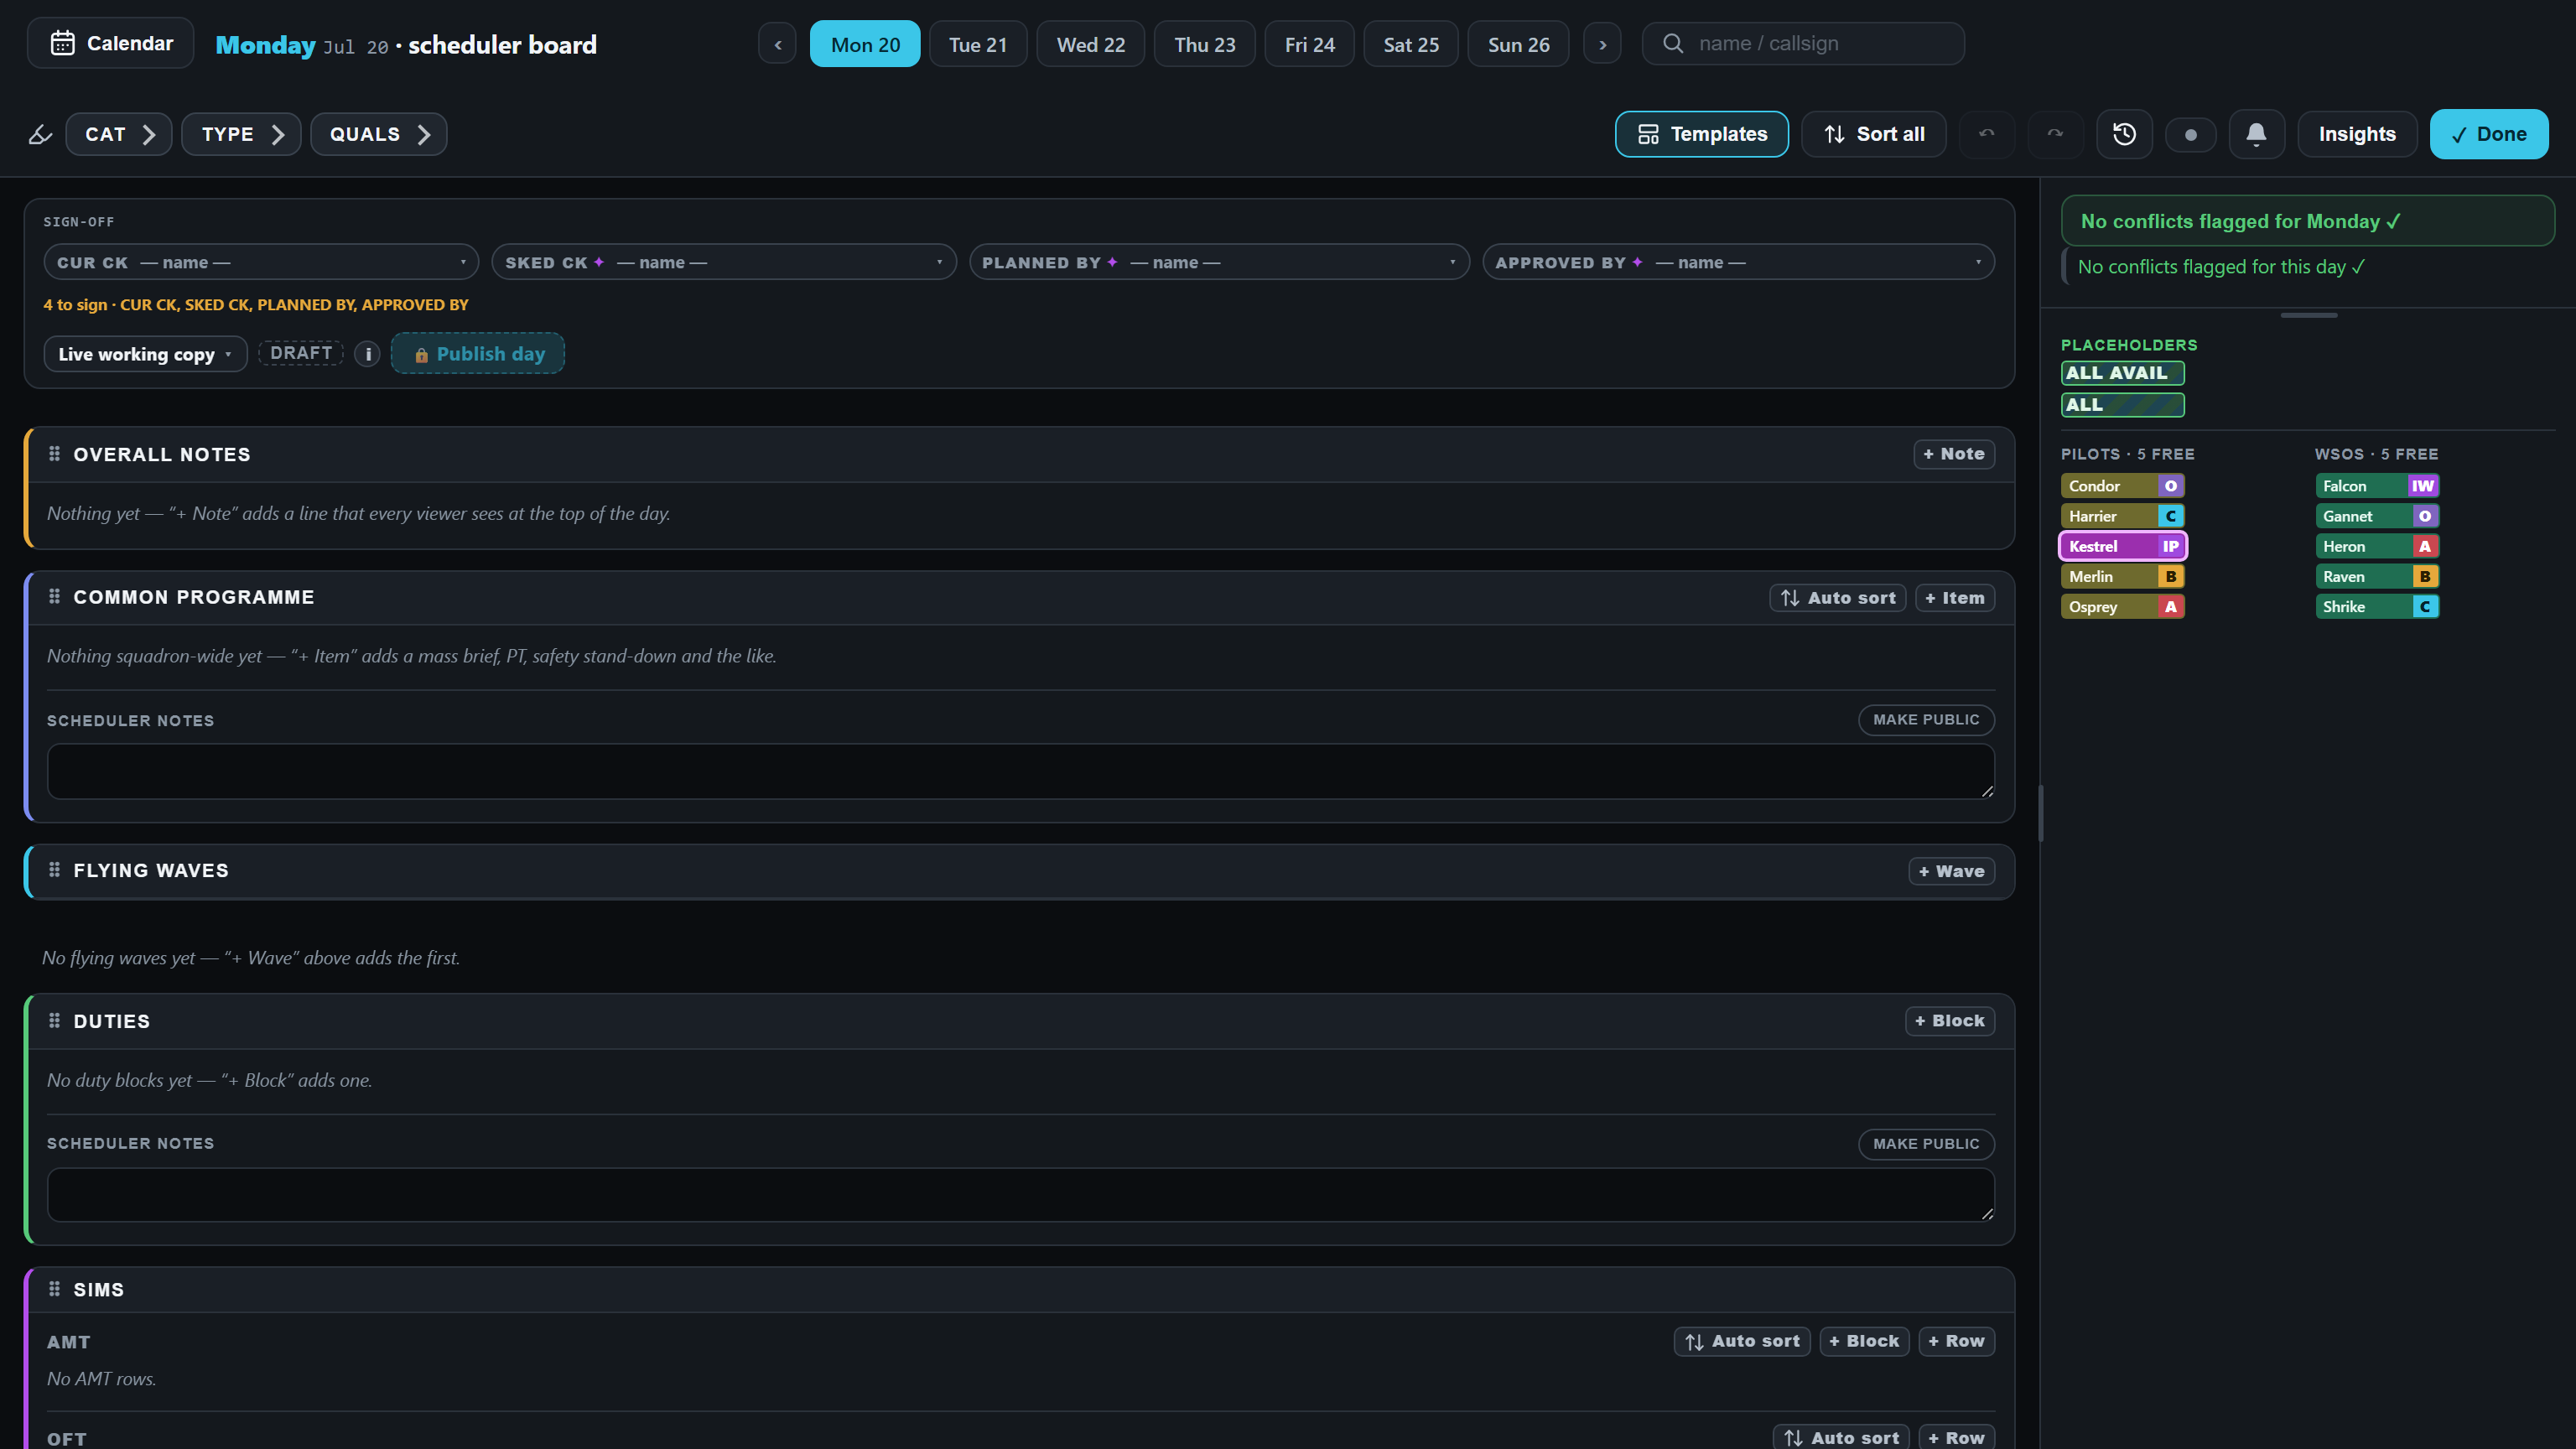 Calendar
Monday Jul 20 · scheduler board
‹ Mon 20 Tue 21 Wed 22 Thu 23 Fri 24 Sat 25 Sun 26 ›
name / callsign
CAT TYPE QUALS
Templates Sort all Insights ✓ Done
SIGN-OFF
CUR CK — name —
SKED CK ✦ — name —
PLANNED BY ✦ — name —
APPROVED BY ✦ — name —
4 to sign · CUR CK, SKED CK, PLANNED BY, APPROVED BY
Live working copy DRAFT i Publish day
OVERALL NOTES + Note
Nothing yet — “+ Note” adds a line that every viewer sees at the top of the day.
COMMON PROGRAMME Auto sort + Item
Nothing squadron-wide yet — “+ Item” adds a mass brief, PT, safety stand-down and the like.
SCHEDULER NOTES MAKE PUBLIC
FLYING WAVES + Wave
No flying waves yet — “+ Wave” above adds the first.
DUTIES + Block
No duty blocks yet — “+ Block” adds one.
SCHEDULER NOTES MAKE PUBLIC
SIMS
AMT Auto sort + Block + Row
No AMT rows.
OFT Auto sort + Row
No conflicts flagged for Monday ✓
No conflicts flagged for this day ✓
PLACEHOLDERS
ALL AVAIL
ALL
PILOTS · 5 FREE
Condor O
Harrier C
Kestrel IP
Merlin B
Osprey A
WSOS · 5 FREE
Falcon IW
Gannet O
Heron A
Raven B
Shrike C